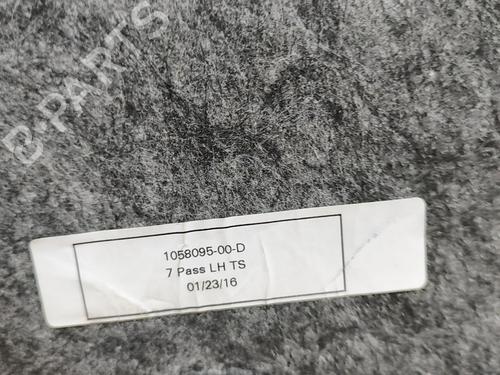 B-PARTS
1058095-00-D
7 Pass LH TS
01/23/16